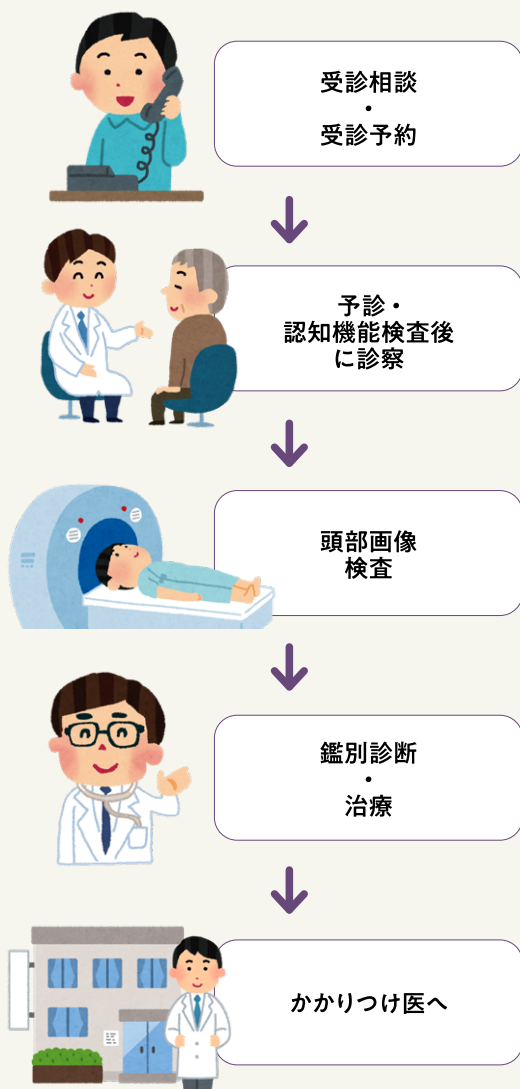 受診相談
・
受診予約
予診・
認知機能検査後
に診察
頭部画像
検査
鑑別診断
・
治療
かかりつけ医へ